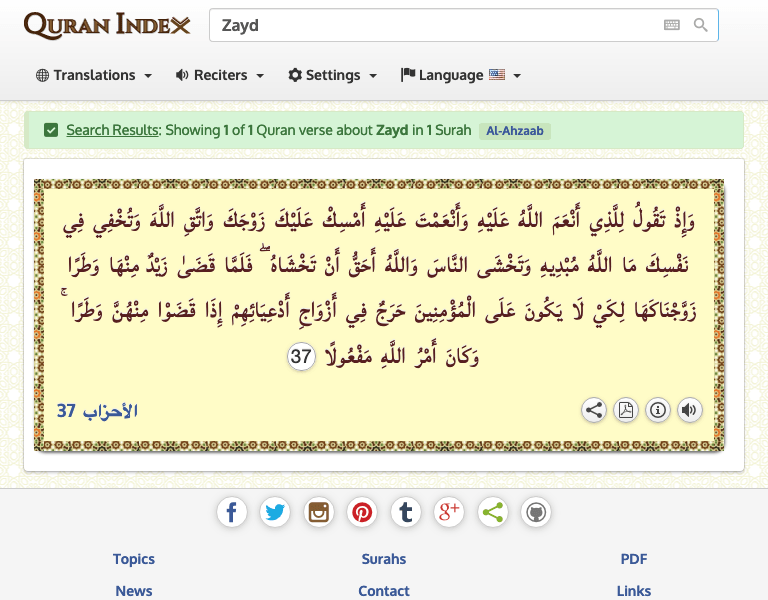 QURAN INDEX
Zayd
Translations
Reciters
Settings
Language
Search Results: Showing 1 of 1 Quran verse about Zayd in 1 Surah Al-Ahzaab
وَإِذْ تَقُولُ لِلَّذِي أَنْعَمَ اللَّهُ عَلَيْهِ وَأَنْعَمْتَ عَلَيْهِ أَمْسِكْ عَلَيْكَ زَوْجَكَ وَاتَّقِ اللَّهَ وَتُخْفِي فِي
نَفْسِكَ مَا اللَّهُ مُبْدِيهِ وَتَخْشَى النَّاسَ وَاللَّهُ أَحَقُّ أَنْ تَخْشَاهُ ۖ فَلَمَّا قَضَىٰ زَيْدٌ مِنْهَا وَطَرًا
زَوَّجْنَاكَهَا لِكَيْ لَا يَكُونَ عَلَى الْمُؤْمِنِينَ حَرَجٌ فِي أَزْوَاجِ أَدْعِيَائِهِمْ إِذَا قَضَوْا مِنْهُنَّ وَطَرًا ۚ
وَكَانَ أَمْرُ اللَّهِ مَفْعُولًا 37
الأحزاب 37
Topics
Surahs
PDF
News
Contact
Links